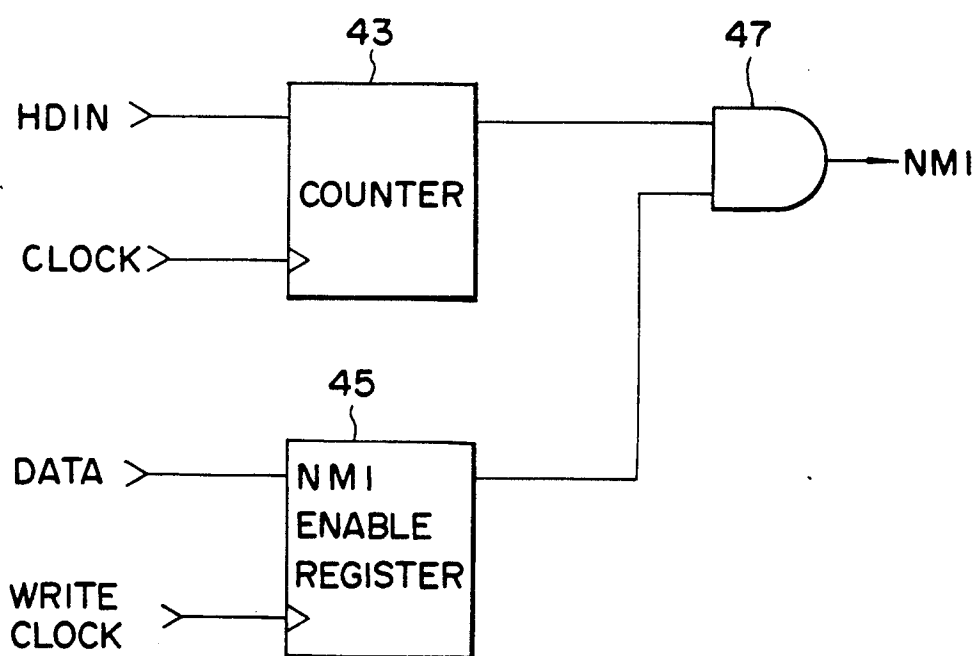 43
47
HDIN
NMI
COUNTER
CLOCK
45
DATA
NMI
ENABLE
REGISTER
WRITE
CLOCK